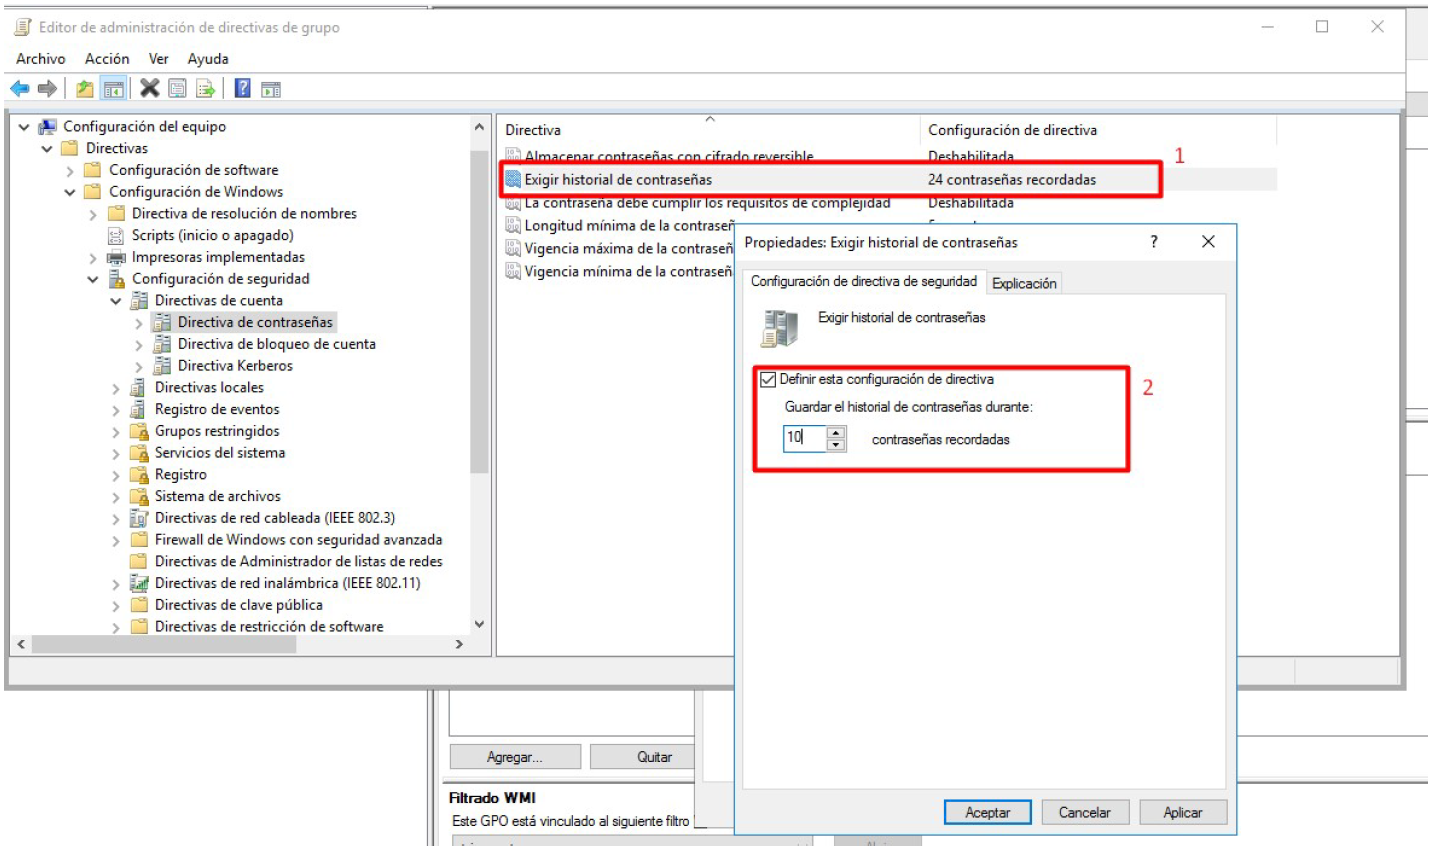 Editor de administración de directivas de grupo
Archivo Acción Ver Ayuda
Configuración del equipo
Directivas
Configuración de software
Configuración de Windows
Directiva de resolución de nombres
Scripts (inicio o apagado)
Impresoras implementadas
Configuración de seguridad
Directivas de cuenta
Directiva de contraseñas
Directiva de bloqueo de cuenta
Directiva Kerberos
Directivas locales
Registro de eventos
Grupos restringidos
Servicios del sistema
Registro
Sistema de archivos
Directivas de red cableada (IEEE 802.3)
Firewall de Windows con seguridad avanzada
Directivas de Administrador de listas de redes
Directivas de red inalámbrica (IEEE 802.11)
Directivas de clave pública
Directivas de restricción de software
Directiva Configuración de directiva
Almacenar contraseñas con cifrado reversible Deshabilitada
1
Exigir historial de contraseñas 24 contraseñas recordadas
La contraseña debe cumplir los requisitos de complejidad Deshabilitada
Longitud mínima de la contraseñ
Vigencia máxima de la contraseñ
Vigencia mínima de la contraseñ
Propiedades: Exigir historial de contraseñas ?
Configuración de directiva de seguridad Explicación
Exigir historial de contraseñas
Definir esta configuración de directiva
2
Guardar el historial de contraseñas durante:
10 contraseñas recordadas
Aceptar Cancelar Aplicar
Agregar... Quitar
Filtrado WMI
Este GPO está vinculado al siguiente filtro